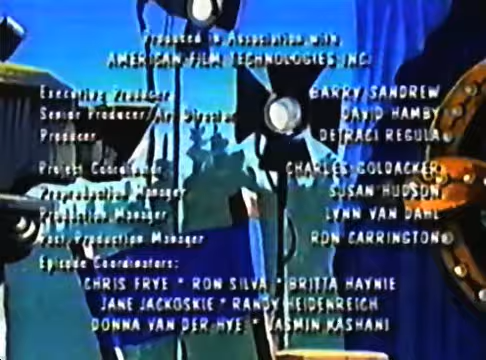 Produced in Association with
AMERICAN FILM TECHNOLOGIES INC.
Executive Producer BARRY SANDREW
Senior Producer/Art Director DAVID HAMBY
Producer DETRACI REGULA
Project Coordinator CHARLES GOLDACKER
Preproduction Manager SUSAN HUDSON
Production Manager LYNN VAN DAHL
Post Production Manager RON CARRINGTON
Episode Coordinators:
CHRIS FRYE * RON SILVA * BRITTA HAYNIE
JANE JACKOSKIE * RANDY HEIDENREICH
DONNA VAN DER HYE * YASMIN KASHANI